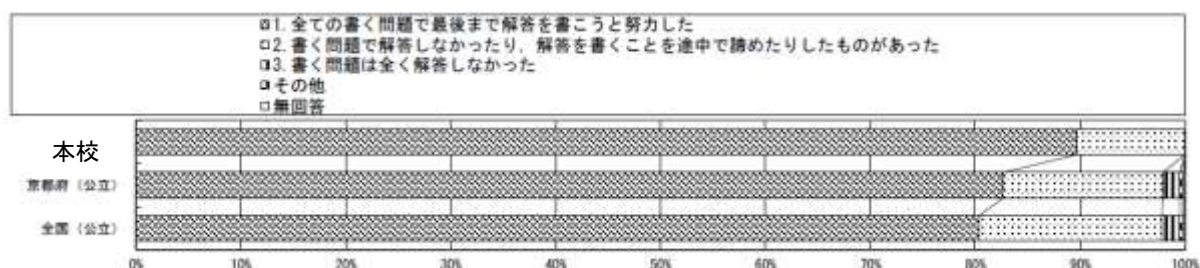 1. 全ての書く問題で最後まで解答を書こうと努力した
2. 書く問題で解答しなかったり，解答を書くことを途中で諦めたりしたものがあった
3. 書く問題は全く解答しなかった
その他
無回答
本校
京都府（公立）
全国（公立）
0% 10% 20% 30% 40% 50% 60% 70% 80% 90% 100%